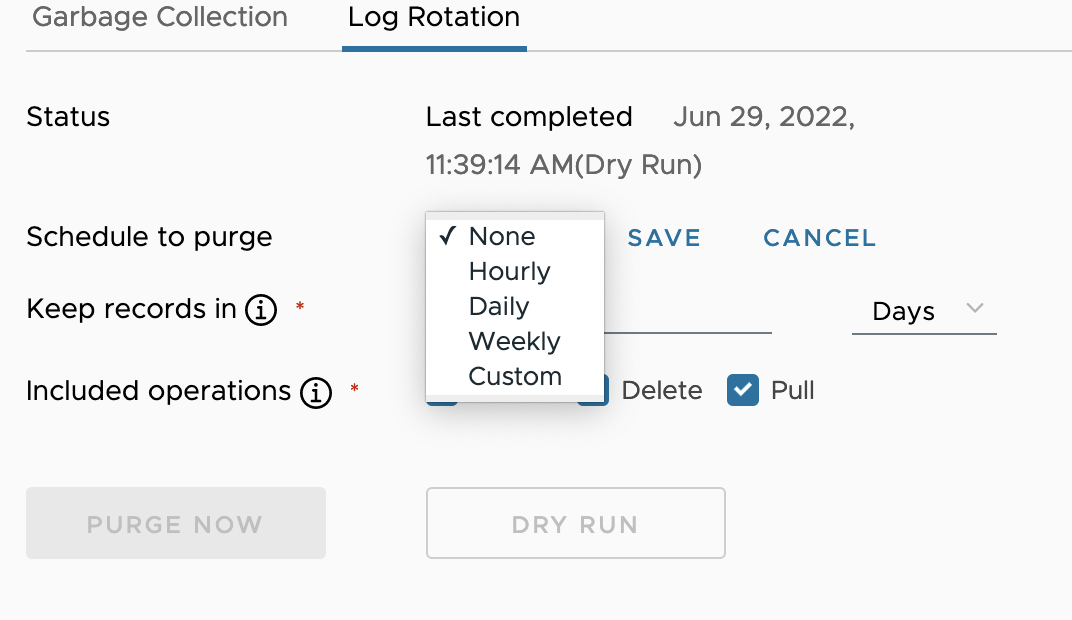 Garbage Collection Log Rotation
Status Last completed Jun 29, 2022,
11:39:14 AM(Dry Run)
Schedule to purge None SAVE CANCEL
Hourly
Keep records in Daily Days
Weekly
Included operations Custom Delete Pull
PURGE NOW DRY RUN